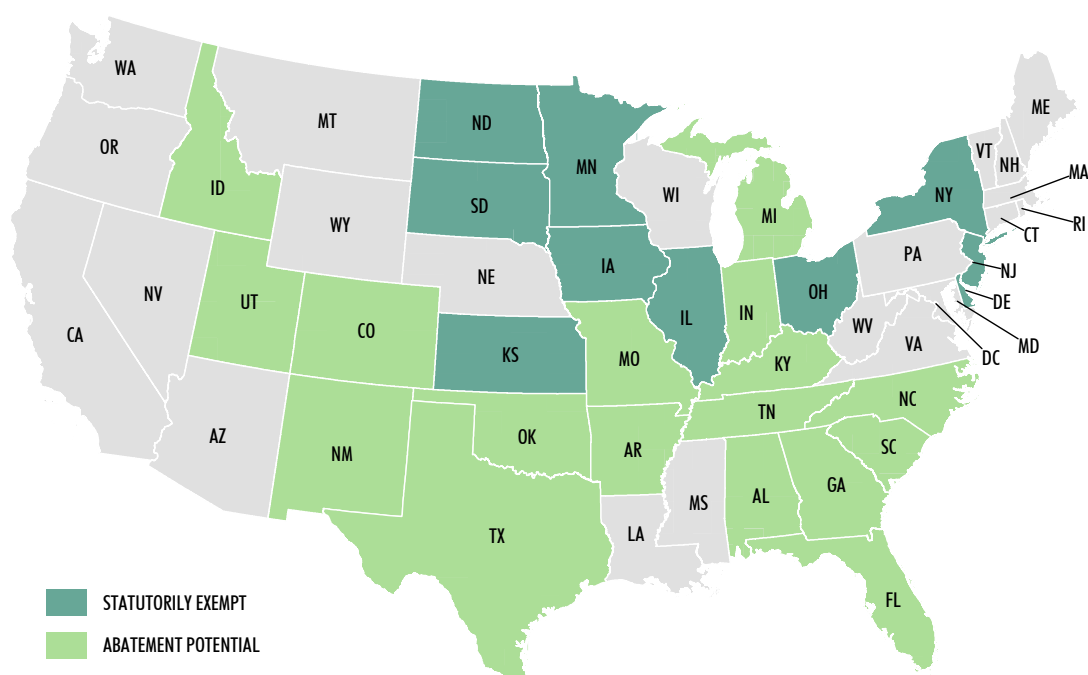 WA
MT
ND
MN
ME
OR
ID
SD
WI
MI
VT
NH
NY
MA
RI
CT
WY
IA
PA
NE
NJ
NV
UT
CO
IL
IN
OH
DE
CA
KS
MO
KY
WV
VA
DC
MD
AZ
NM
OK
AR
TN
NC
SC
MS
AL
GA
TX
LA
FL
STATUTORILY EXEMPT
ABATEMENT POTENTIAL